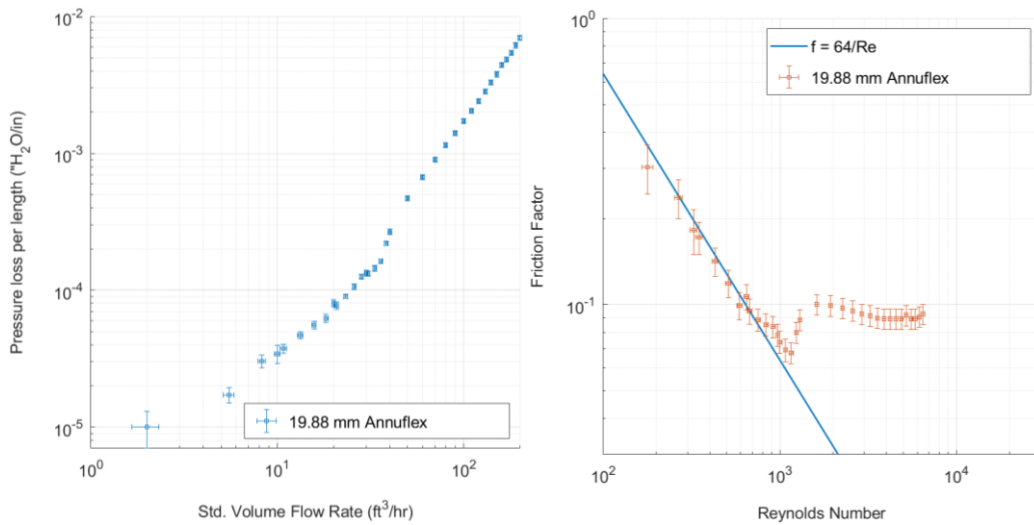 10^-2
10^-3
10^-4
10^-5
Pressure loss per length ("H₂O/in)
19.88 mm Annuflex
10^0
10^1
10^2
Std. Volume Flow Rate (ft³/hr)
10^0
10^-1
Friction Factor
f = 64/Re
19.88 mm Annuflex
10^2
10^3
10^4
Reynolds Number